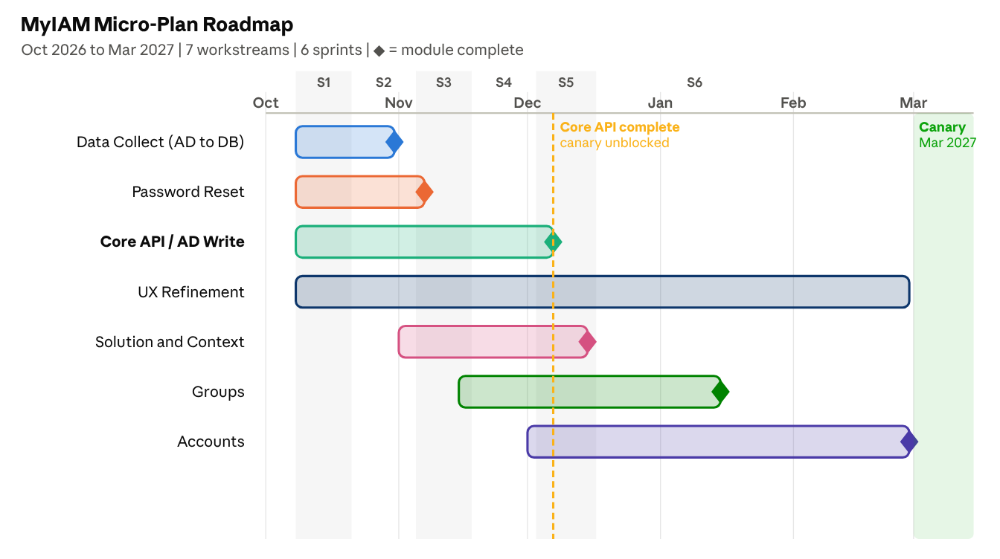 MyIAM Micro-Plan Roadmap
Oct 2026 to Mar 2027 | 7 workstreams | 6 sprints | ◆ = module complete
S1 S2 S3 S4 S5 S6
Oct Nov Dec Jan Feb Mar
Core API complete
canary unblocked
Canary
Mar 2027
Data Collect (AD to DB)
Password Reset
Core API / AD Write
UX Refinement
Solution and Context
Groups
Accounts